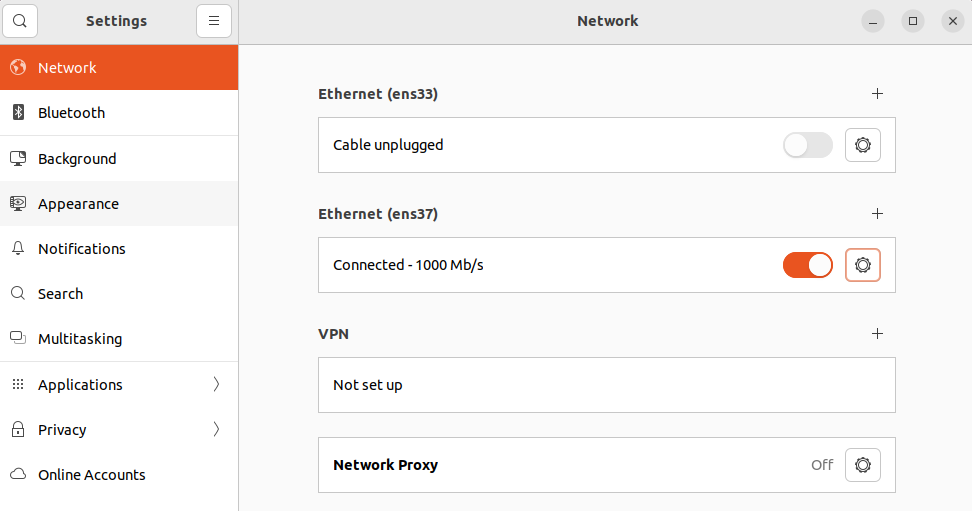 Settings
Network
Network
Bluetooth
Background
Appearance
Notifications
Search
Multitasking
Applications
Privacy
Online Accounts
Ethernet (ens33)
Cable unplugged
Ethernet (ens37)
Connected - 1000 Mb/s
VPN
Not set up
Network Proxy Off